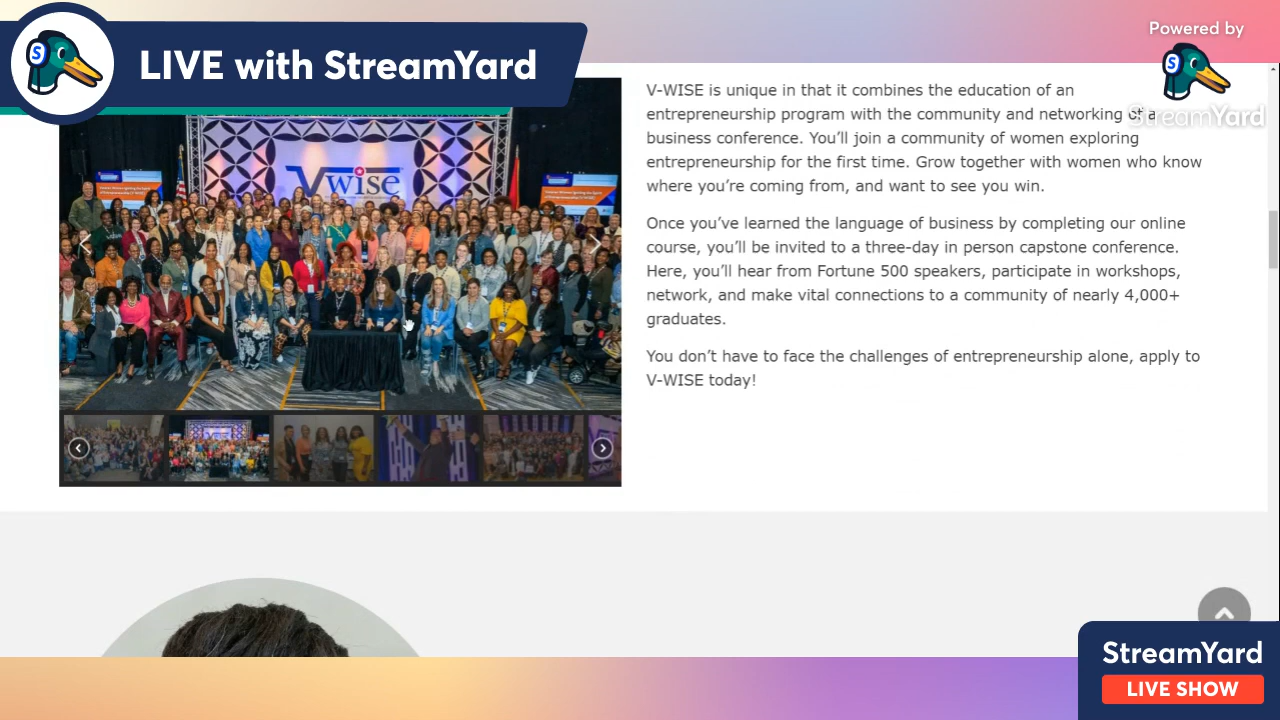 Powered by
LIVE with StreamYard
StreamYard
V-WISE is unique in that it combines the education of an
entrepreneurship program with the community and networking of a
business conference. You’ll join a community of women exploring
entrepreneurship for the first time. Grow together with women who know
where you’re coming from, and want to see you win.
Once you’ve learned the language of business by completing our online
course, you’ll be invited to a three-day in person capstone conference.
Here, you’ll hear from Fortune 500 speakers, participate in workshops,
network, and make vital connections to a community of nearly 4,000+
graduates.
You don’t have to face the challenges of entrepreneurship alone, apply to
V-WISE today!
Vwise
StreamYard
LIVE SHOW